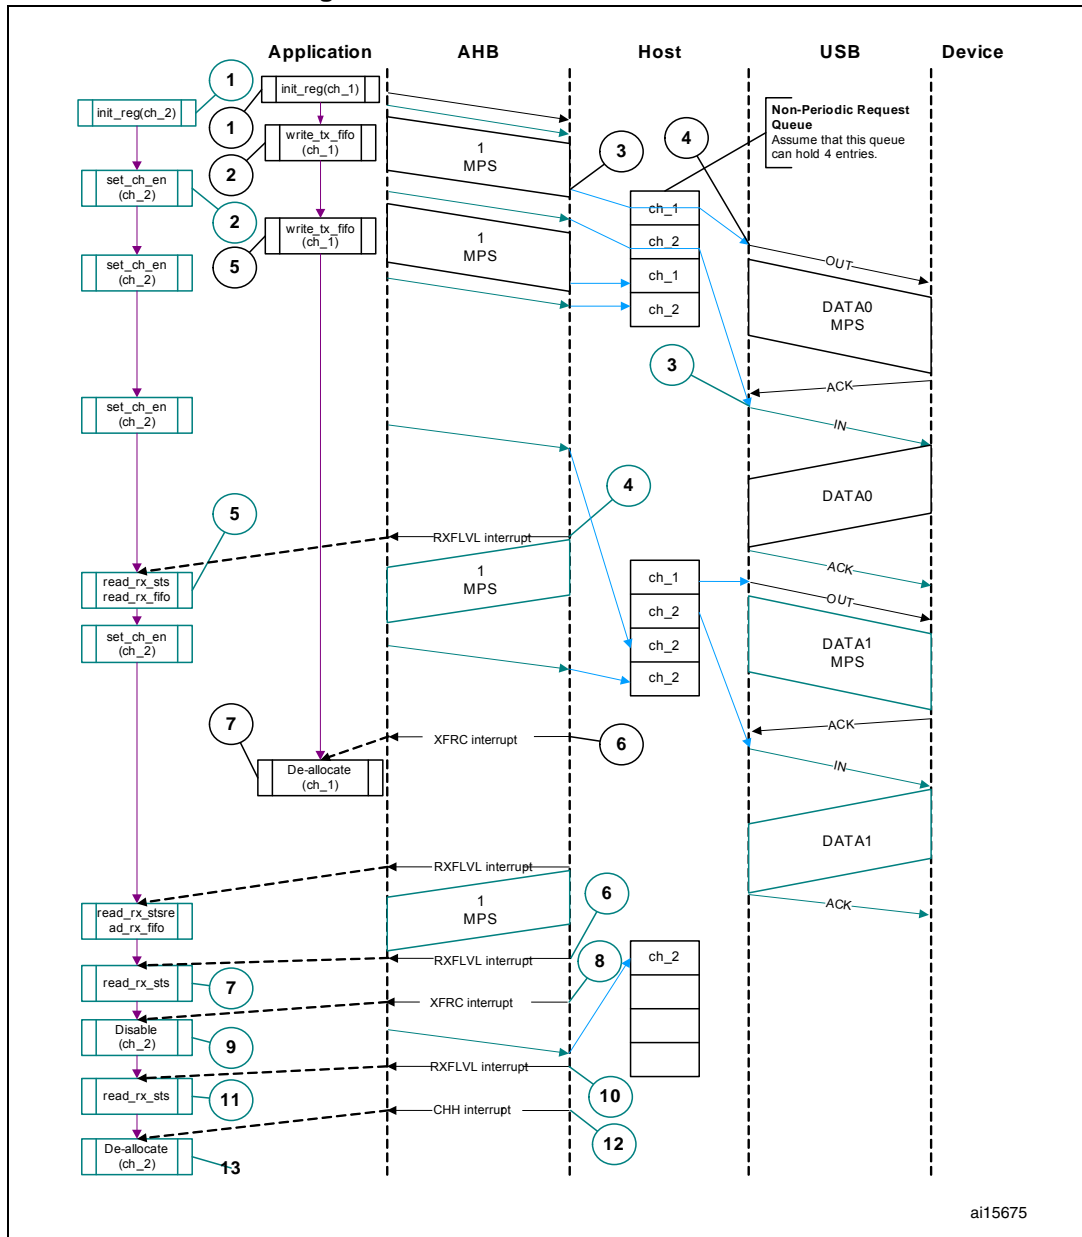 Application AHB Host USB Device
1
init_reg(ch_2)
init_reg(ch_1)
1
write_tx_fifo
(ch_1)
2
1
MPS
3
4
Non-Periodic Request
Queue
Assume that this queue
can hold 4 entries.
set_ch_en
(ch_2)
2
write_tx_fifo
(ch_1)
5
set_ch_en
(ch_2)
1
MPS
ch_1
ch_2
ch_1
ch_2
OUT
DATA0
MPS
3
ACK
set_ch_en
(ch_2)
IN
5
4
DATA0
RXFLVL interrupt
read_rx_sts
read_rx_fifo
1
MPS
ch_1
ch_2
ch_2
ch_2
ACK
OUT
set_ch_en
(ch_2)
DATA1
MPS
7
XFRC interrupt
6
ACK
De-allocate
(ch_1)
IN
DATA1
RXFLVL interrupt
read_rx_stsre
ad_rx_fifo
1
MPS
6
ACK
RXFLVL interrupt
8
ch_2
read_rx_sts
7
XFRC interrupt
Disable
(ch_2)
9
RXFLVL interrupt
read_rx_sts
11
10
CHH interrupt
De-allocate
(ch_2)
13
12
ai15675